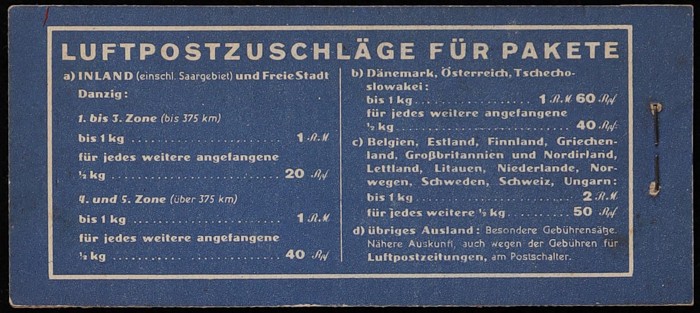 LUFTPOSTZUSCHLÄGE FÜR PAKETE
a) INLAND (einschl. Saargebiet) und Freie Stadt
Danzig:
1. bis 3. Zone (bis 375 km)
bis 1 kg ........................ 1 RM
für jedes weitere angefangene
½ kg ........................ 20 Rpf
4. und 5. Zone (über 375 km)
bis 1 kg ........................ 1 RM
für jedes weitere angefangene
½ kg ........................ 40 Rpf
b) Dänemark, Österreich, Tschecho-
slowakei:
bis 1 kg .................. 1 RM 60 Rpf
für jedes weitere angefangene
½ kg ........................ 40 Rpf
c) Belgien, Estland, Finnland, Griechen-
land, Großbritannien und Nordirland,
Lettland, Litauen, Niederlande, Nor-
wegen, Schweden, Schweiz, Ungarn:
bis 1 kg ........................ 2 RM
für jedes weitere ½ kg ........ 50 Rpf
d) übriges Ausland: Besondere Gebührensätze.
Nähere Auskunft, auch wegen der Gebühren für
Luftpostzeitungen, am Postschalter.